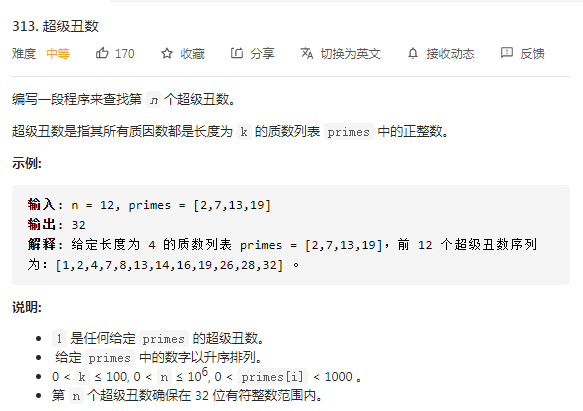 313. 超级丑数
难度 中等 170 收藏 分享 切换为英文 接收动态 反馈
编写一段程序来查找第 n 个超级丑数。
超级丑数是指其所有质因数都是长度为 k 的质数列表 primes 中的正整数。
示例:
输入: n = 12, primes = [2,7,13,19]
输出: 32
解释: 给定长度为 4 的质数列表 primes = [2,7,13,19]，前 12 个超级丑数序列
为：[1,2,4,7,8,13,14,16,19,26,28,32] 。
说明:
• 1 是任何给定 primes 的超级丑数。
• 给定 primes 中的数字以升序排列。
• 0 < k ≤ 100, 0 < n ≤ 10⁶, 0 < primes[i] < 1000 。
• 第 n 个超级丑数确保在 32 位有符整数范围内。